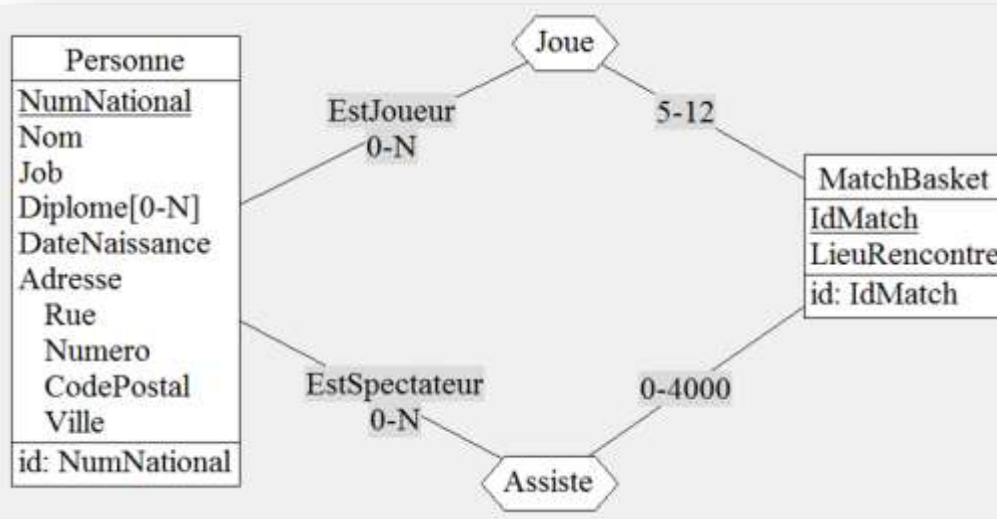 Personne
NumNational
Nom
Job
Diplome[0-N]
DateNaissance
Adresse
Rue
Numero
CodePostal
Ville
id: NumNational
Joue
EstJoueur
0-N
5-12
MatchBasket
IdMatch
LieuRencontre
id: IdMatch
EstSpectateur
0-N
0-4000
Assiste